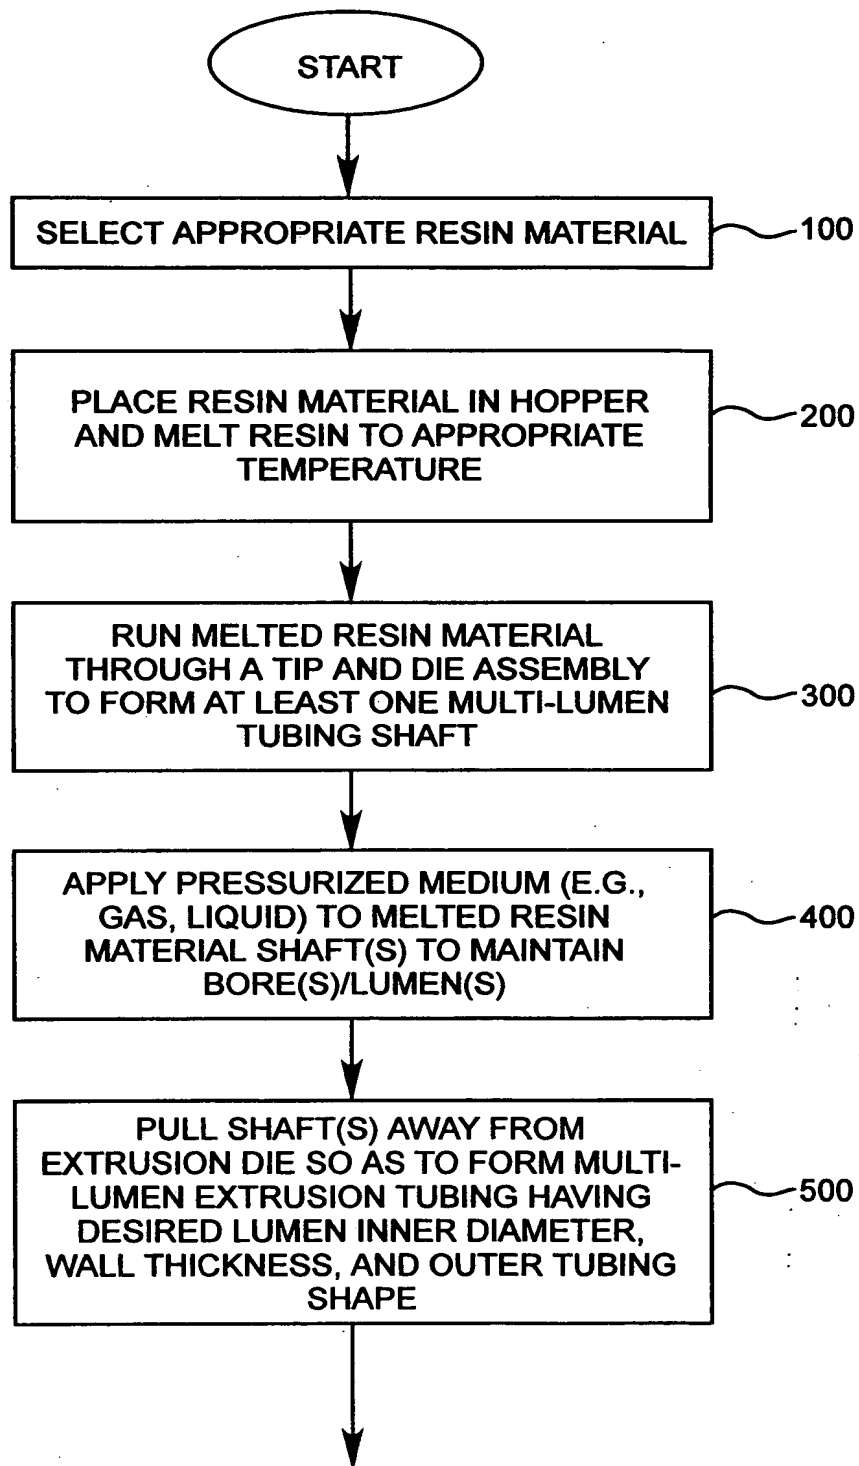 START
SELECT APPROPRIATE RESIN MATERIAL
100
PLACE RESIN MATERIAL IN HOPPER
AND MELT RESIN TO APPROPRIATE
TEMPERATURE
200
RUN MELTED RESIN MATERIAL
THROUGH A TIP AND DIE ASSEMBLY
TO FORM AT LEAST ONE MULTI-LUMEN
TUBING SHAFT
300
APPLY PRESSURIZED MEDIUM (E.G.,
GAS, LIQUID) TO MELTED RESIN
MATERIAL SHAFT(S) TO MAINTAIN
BORE(S)/LUMEN(S)
400
PULL SHAFT(S) AWAY FROM
EXTRUSION DIE SO AS TO FORM MULTI-
LUMEN EXTRUSION TUBING HAVING
DESIRED LUMEN INNER DIAMETER,
WALL THICKNESS, AND OUTER TUBING
SHAPE
500